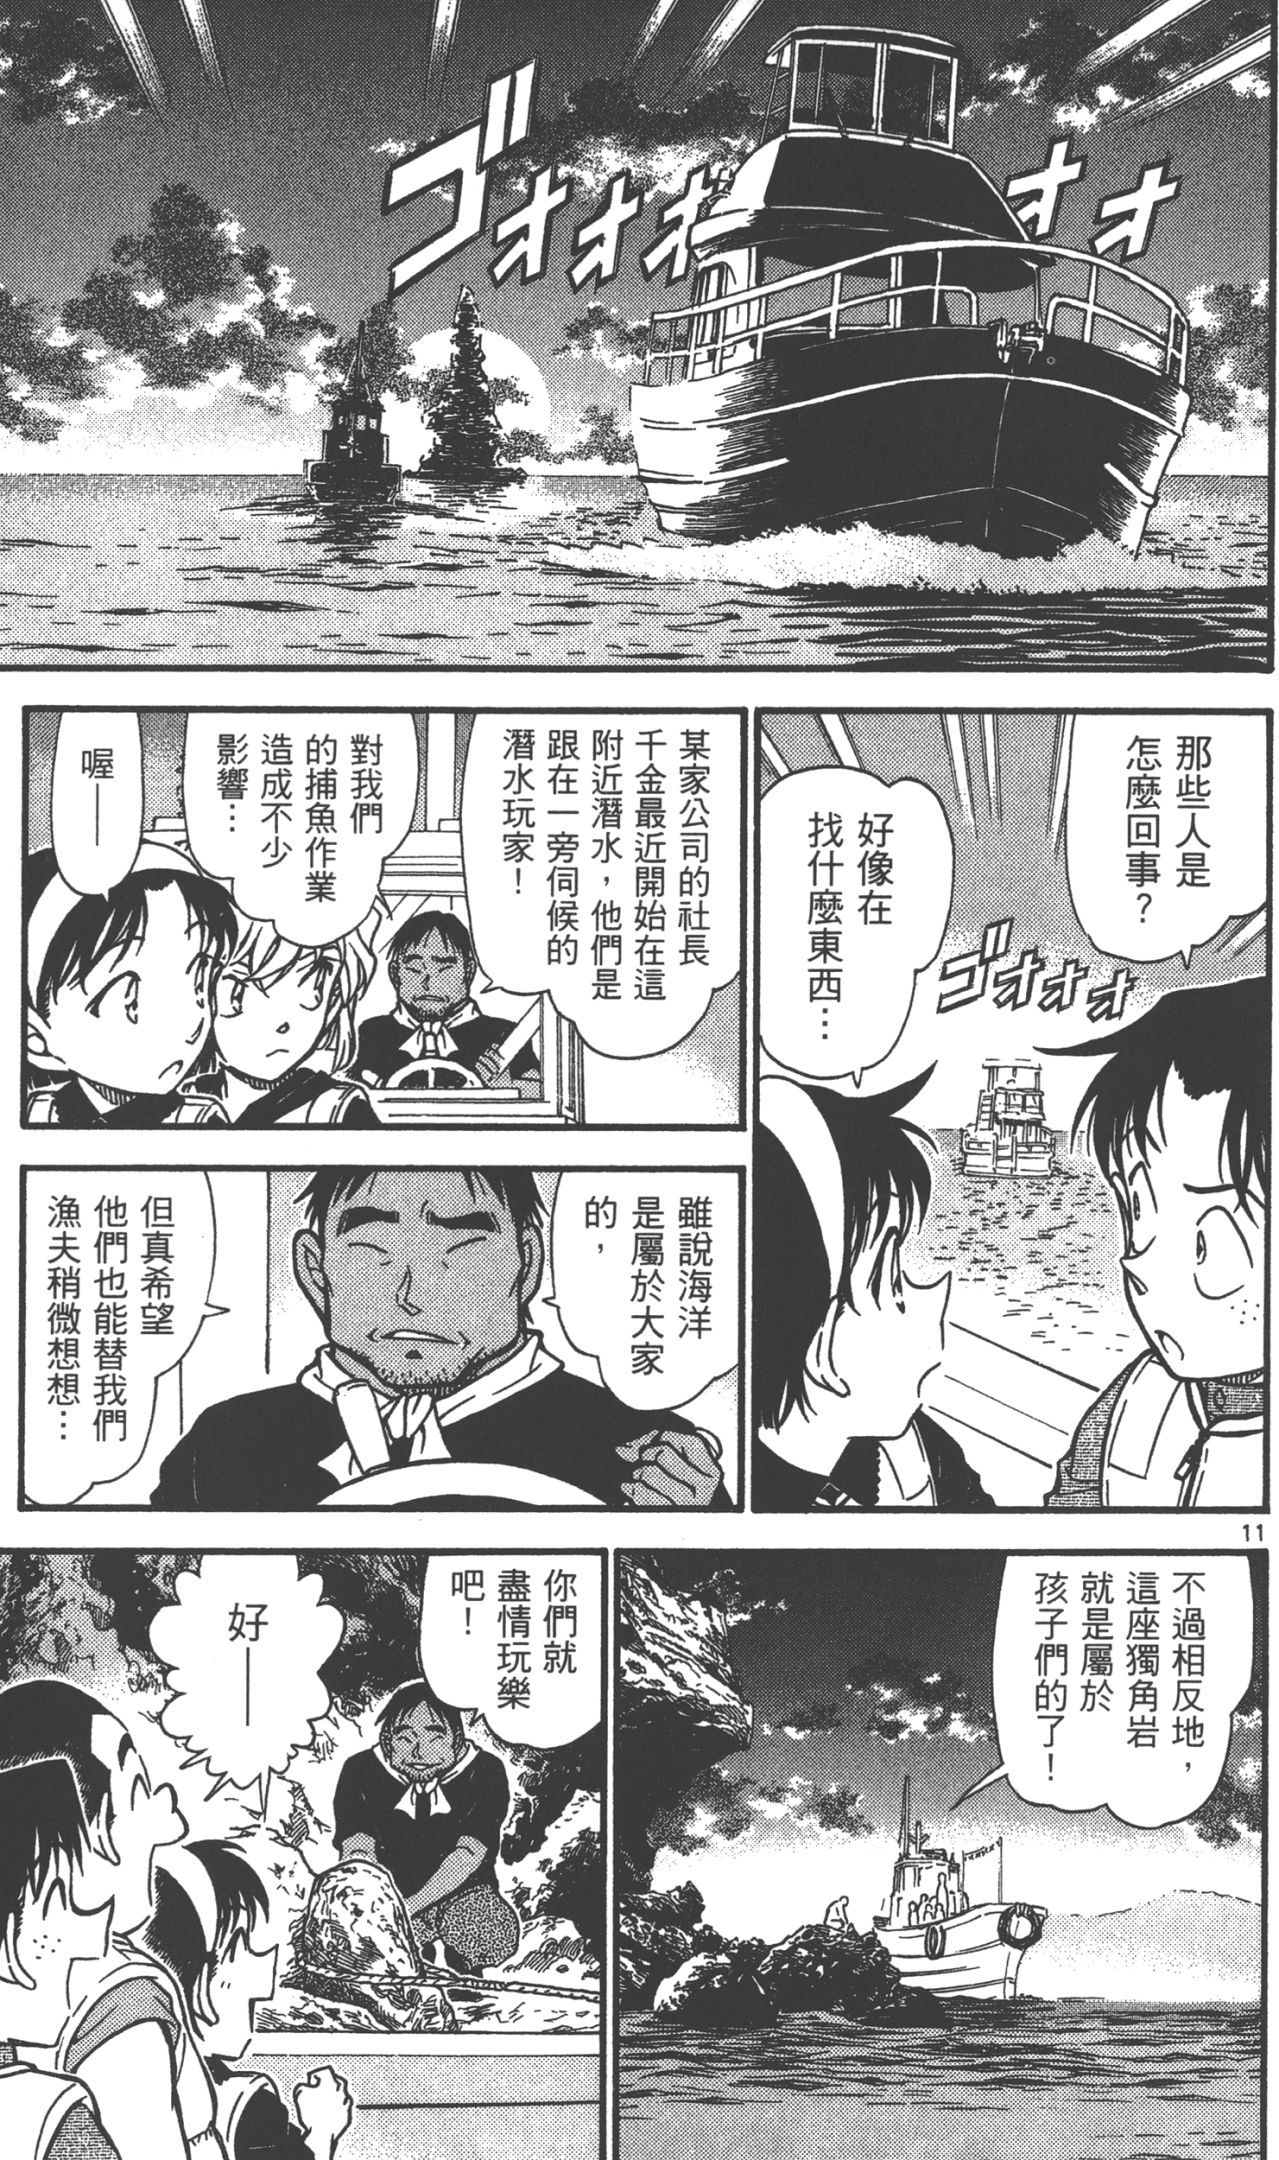 ゴオオオオオ
那些人是
怎麼回事？
好像在
找什麼東西…
ゴオオオオ
某家公司的社長
千金最近開始在這
附近潛水，他們是
跟在一旁伺候的
潛水玩家！
對我們
的捕魚作業
造成不少
影響…
喔—
雖說海洋
是屬於大家
的，
但真希望
他們也能替我們
漁夫稍微想想…
11
不過相反地，
這座獨角岩
就是屬於
孩子們的了！
你們就
盡情玩樂
吧！
好—